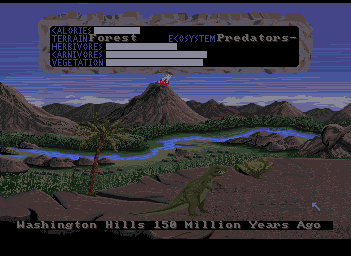 CALORIES
TERRAIN Forest ECOSYSTEM Predators-
HERBIVORES
CARNIVORES
VEGETATION
Washington Hills 150 Million Years Ago